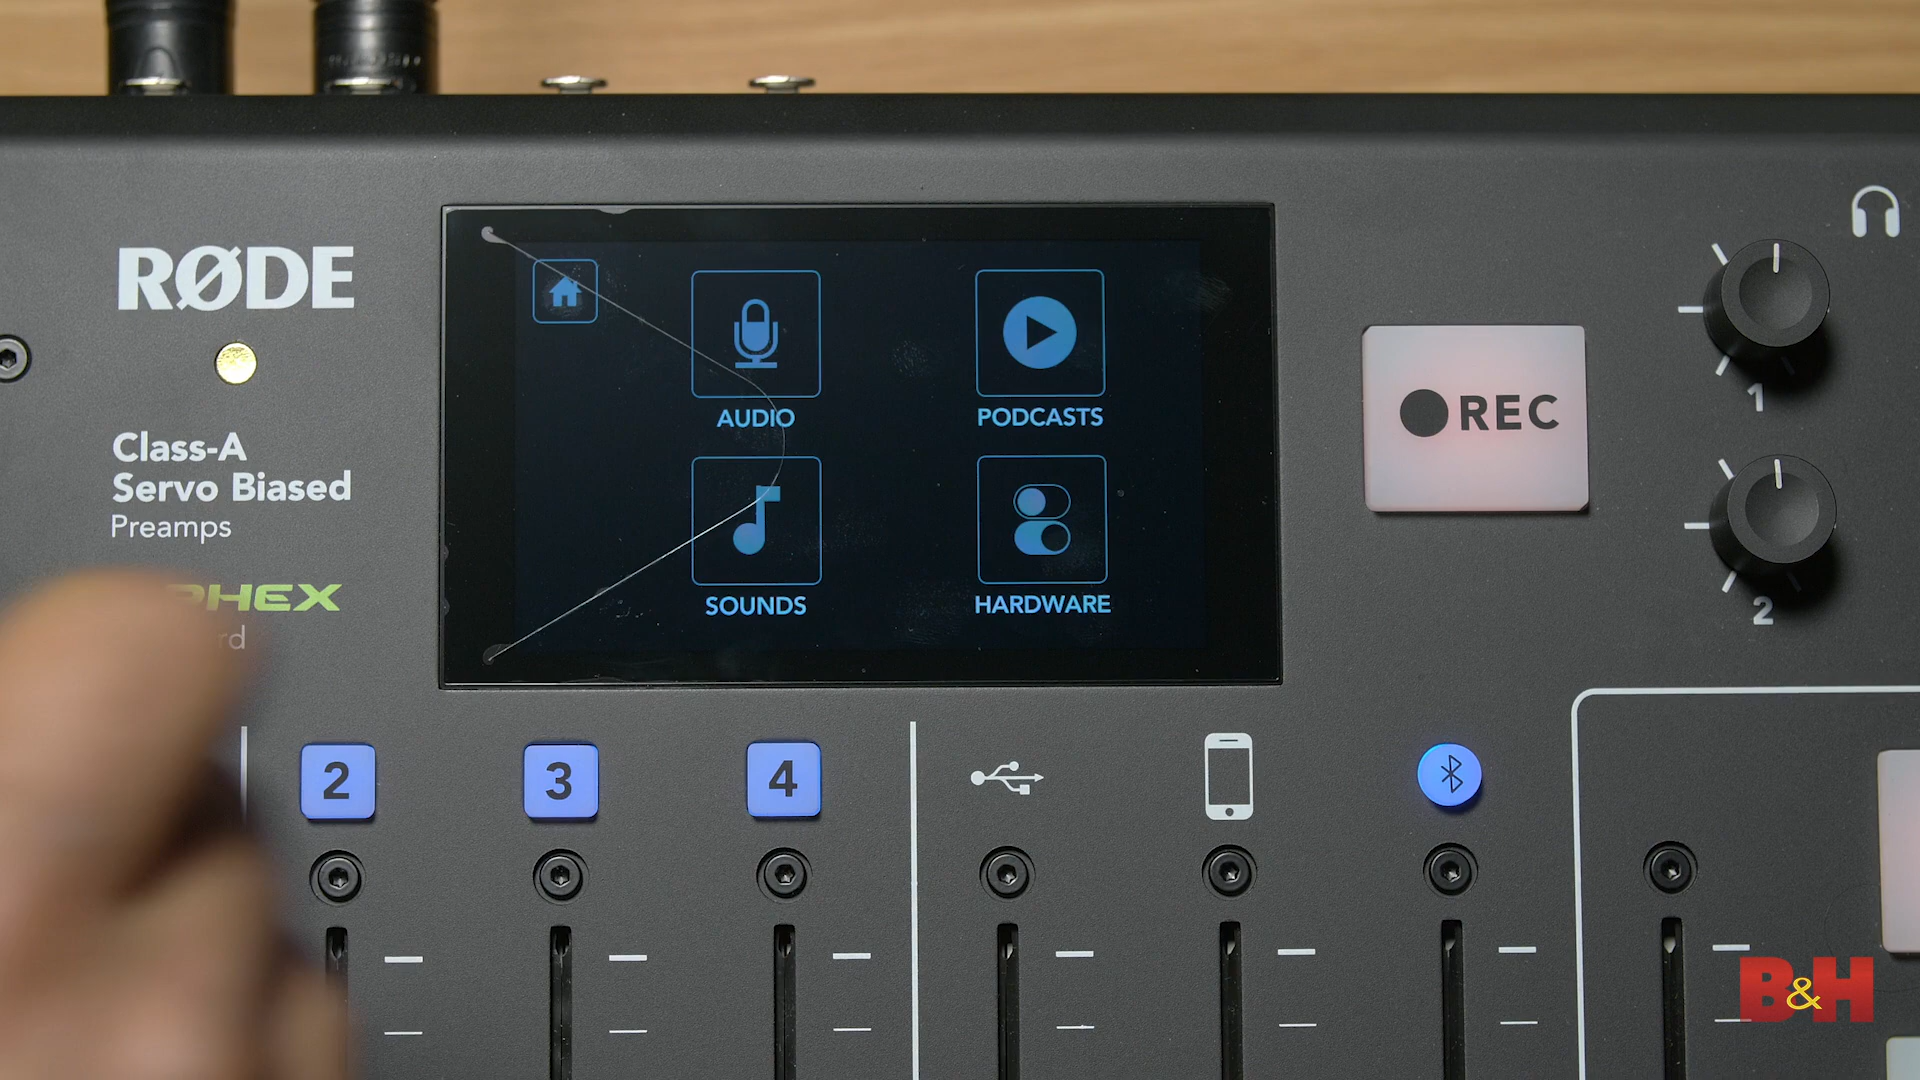 RØDE
Class-A
Servo Biased
Preamps
AUDIO
PODCASTS
SOUNDS
HARDWARE
REC
1
2
2
3
4
B&H